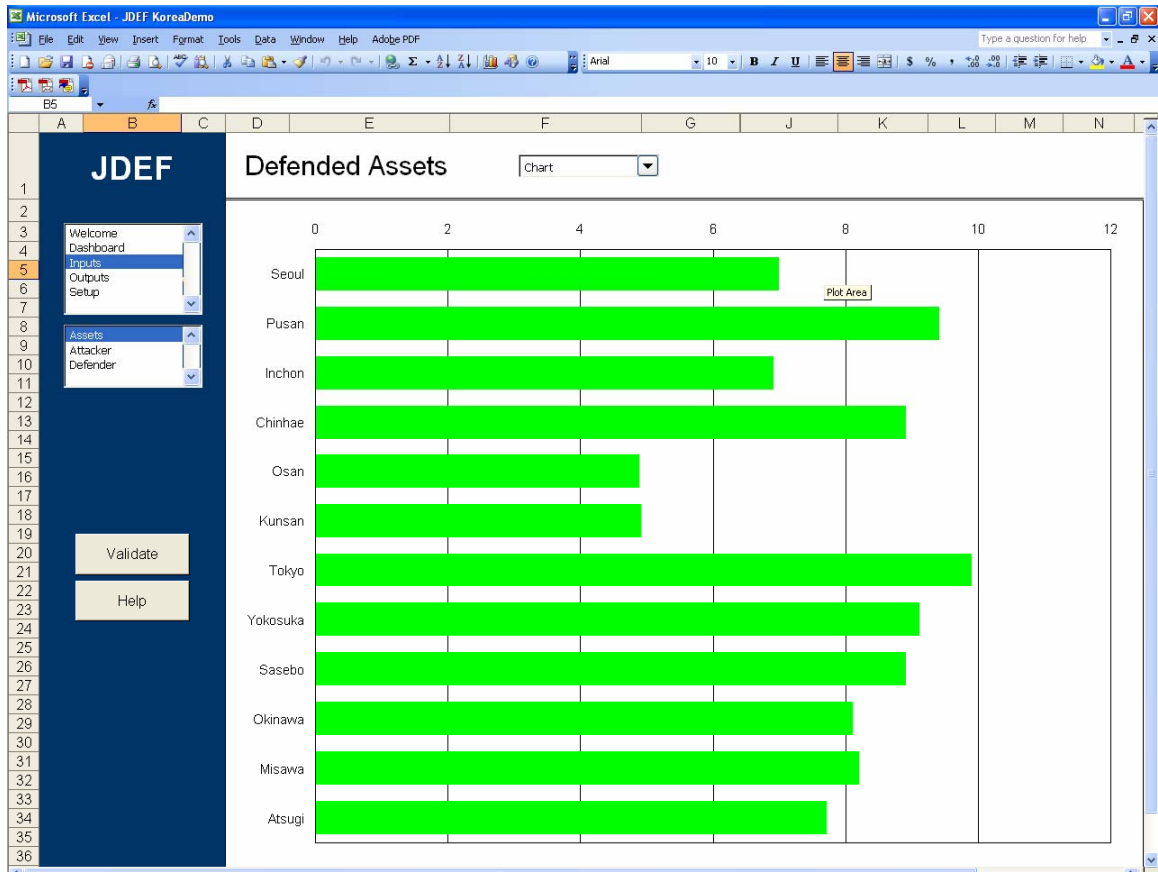 Microsoft Excel - JDEF KoreaDemo
File Edit View Insert Format Tools Data Window Help Adobe PDF
Type a question for help
Arial 10 B I U $ % ,
B5 fx
A B C D E F G J K L M N
JDEF Defended Assets Chart
1
2
3
4
5
6
7
8
9
10
11
12
13
14
15
16
17
18
19
20
21
22
23
24
25
26
27
28
29
30
31
32
33
34
35
36
Welcome
Dashboard
Inputs
Outputs
Setup
Assets
Attacker
Defender
Validate
Help
0 2 4 6 8 10 12
Seoul
Plot Area
Pusan
Inchon
Chinhae
Osan
Kunsan
Tokyo
Yokosuka
Sasebo
Okinawa
Misawa
Atsugi